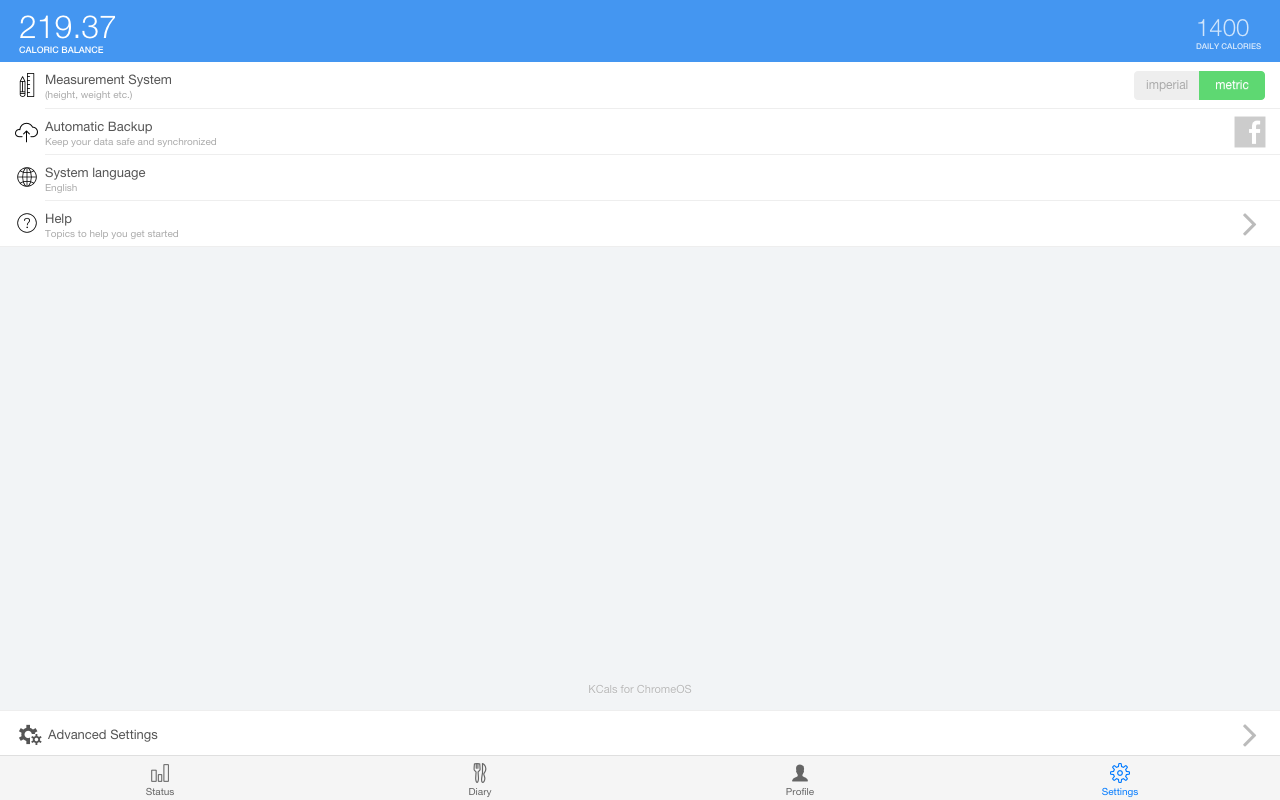 219.37
CALORIC BALANCE
1400
DAILY CALORIES
Measurement System
(height, weight etc.)
imperial
metric
Automatic Backup
Keep your data safe and synchronized
f
System language
English
?
Help
Topics to help you get started
KCals for ChromeOS
Advanced Settings
Status
Diary
Profile
Settings